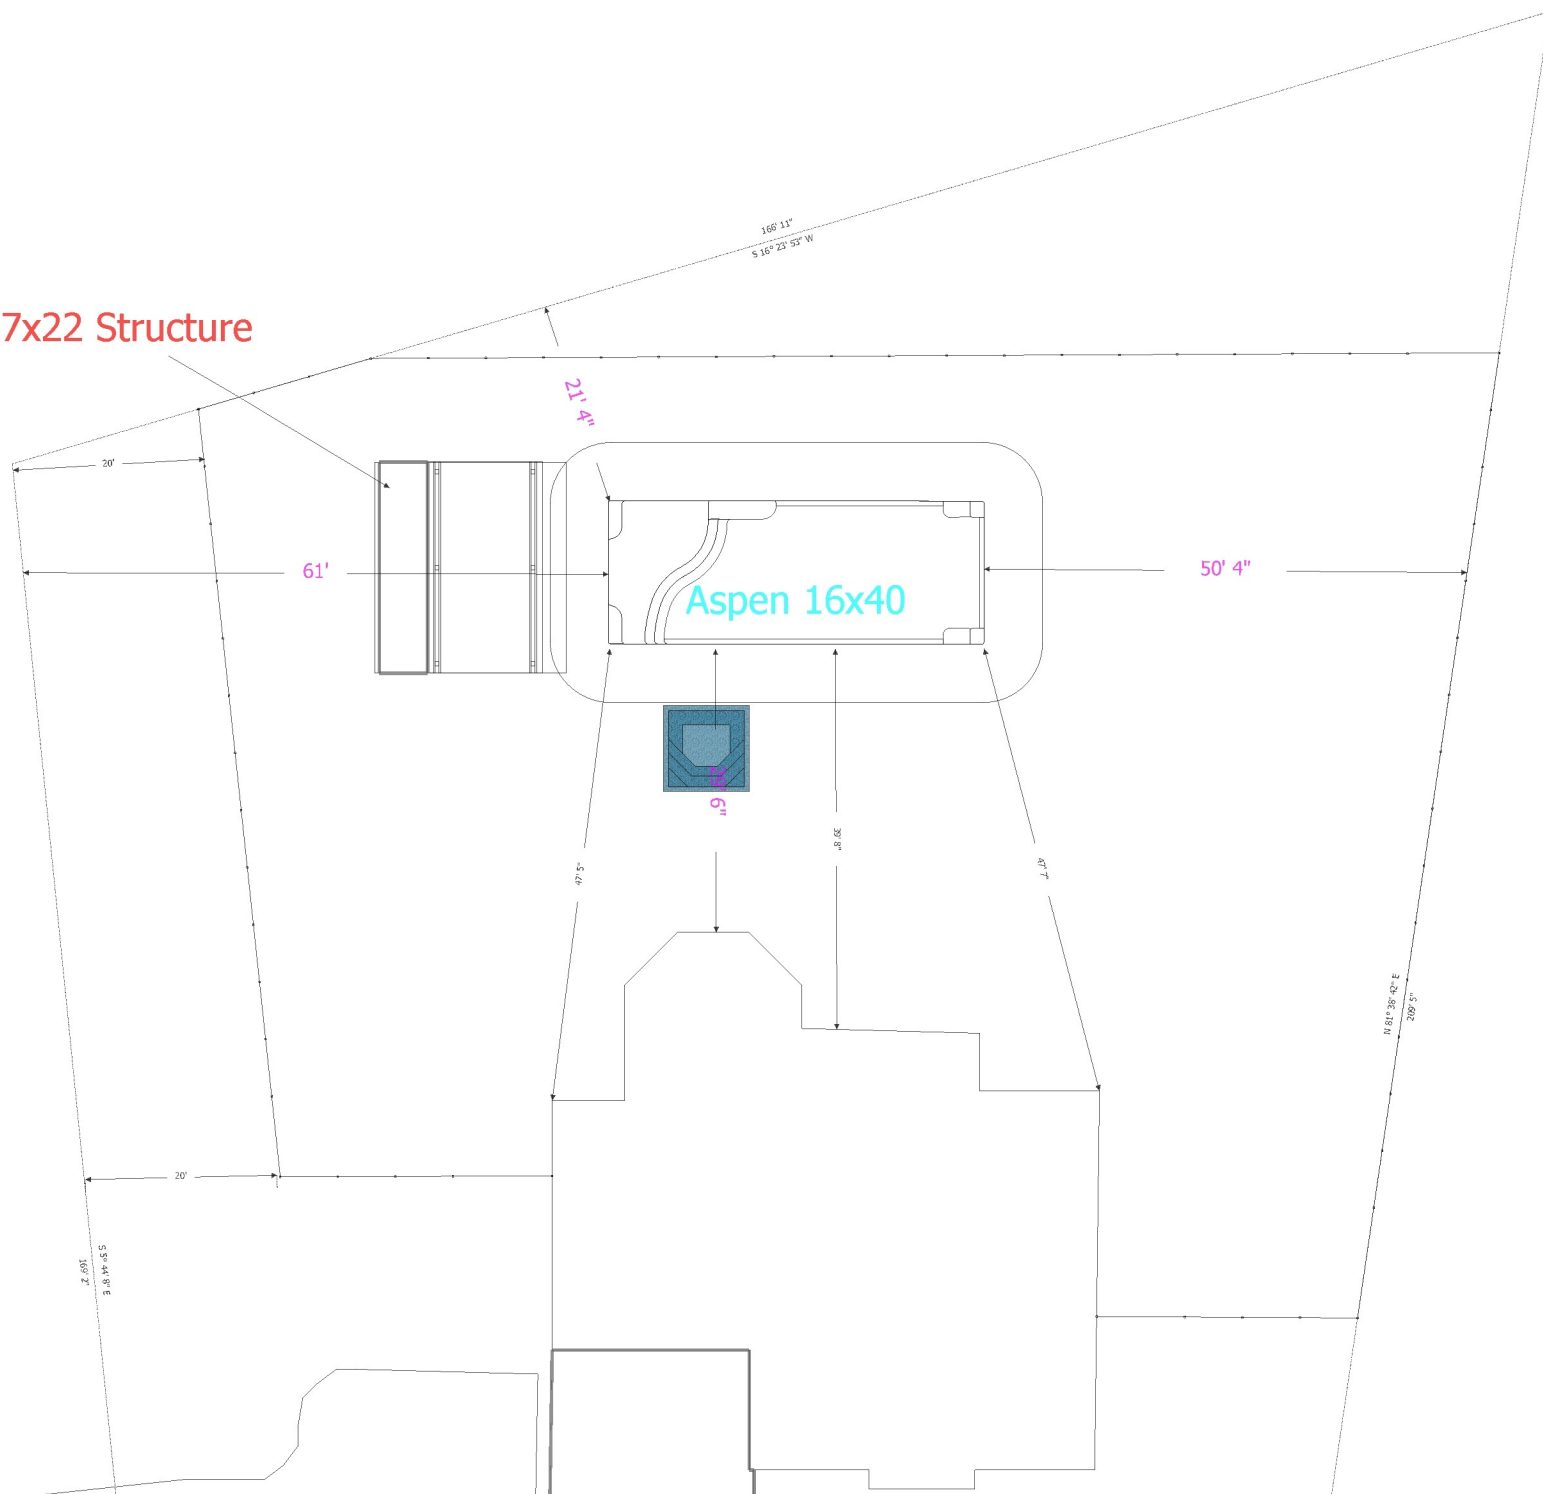 166' 11"
S 16° 23' 53" W
7x22 Structure
21' 4"
20'
61'
50' 4"
Aspen 16x40
6"
39' 8"
47' 5"
47' 7"
N 81° 38' 42" E
209' 5"
20'
S 5° 44' 8" E
169' 2"